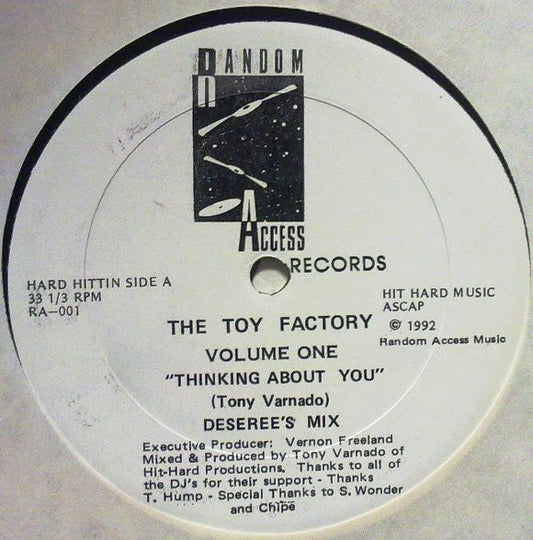 RANDOM
ACCESS
RECORDS
HARD HITTIN SIDE A
33 1/3 RPM
RA-001
HIT HARD MUSIC
ASCAP
© 1992
Random Access Music
THE TOY FACTORY
VOLUME ONE
"THINKING ABOUT YOU"
(Tony Varnado)
DESEREE'S MIX
Executive Producer: Vernon Freeland
Mixed & Produced by Tony Varnado of
Hit-Hard Productions. Thanks to all of
the DJ's for their support - Thanks
T. Hump - Special Thanks to S. Wonder
and Chipe